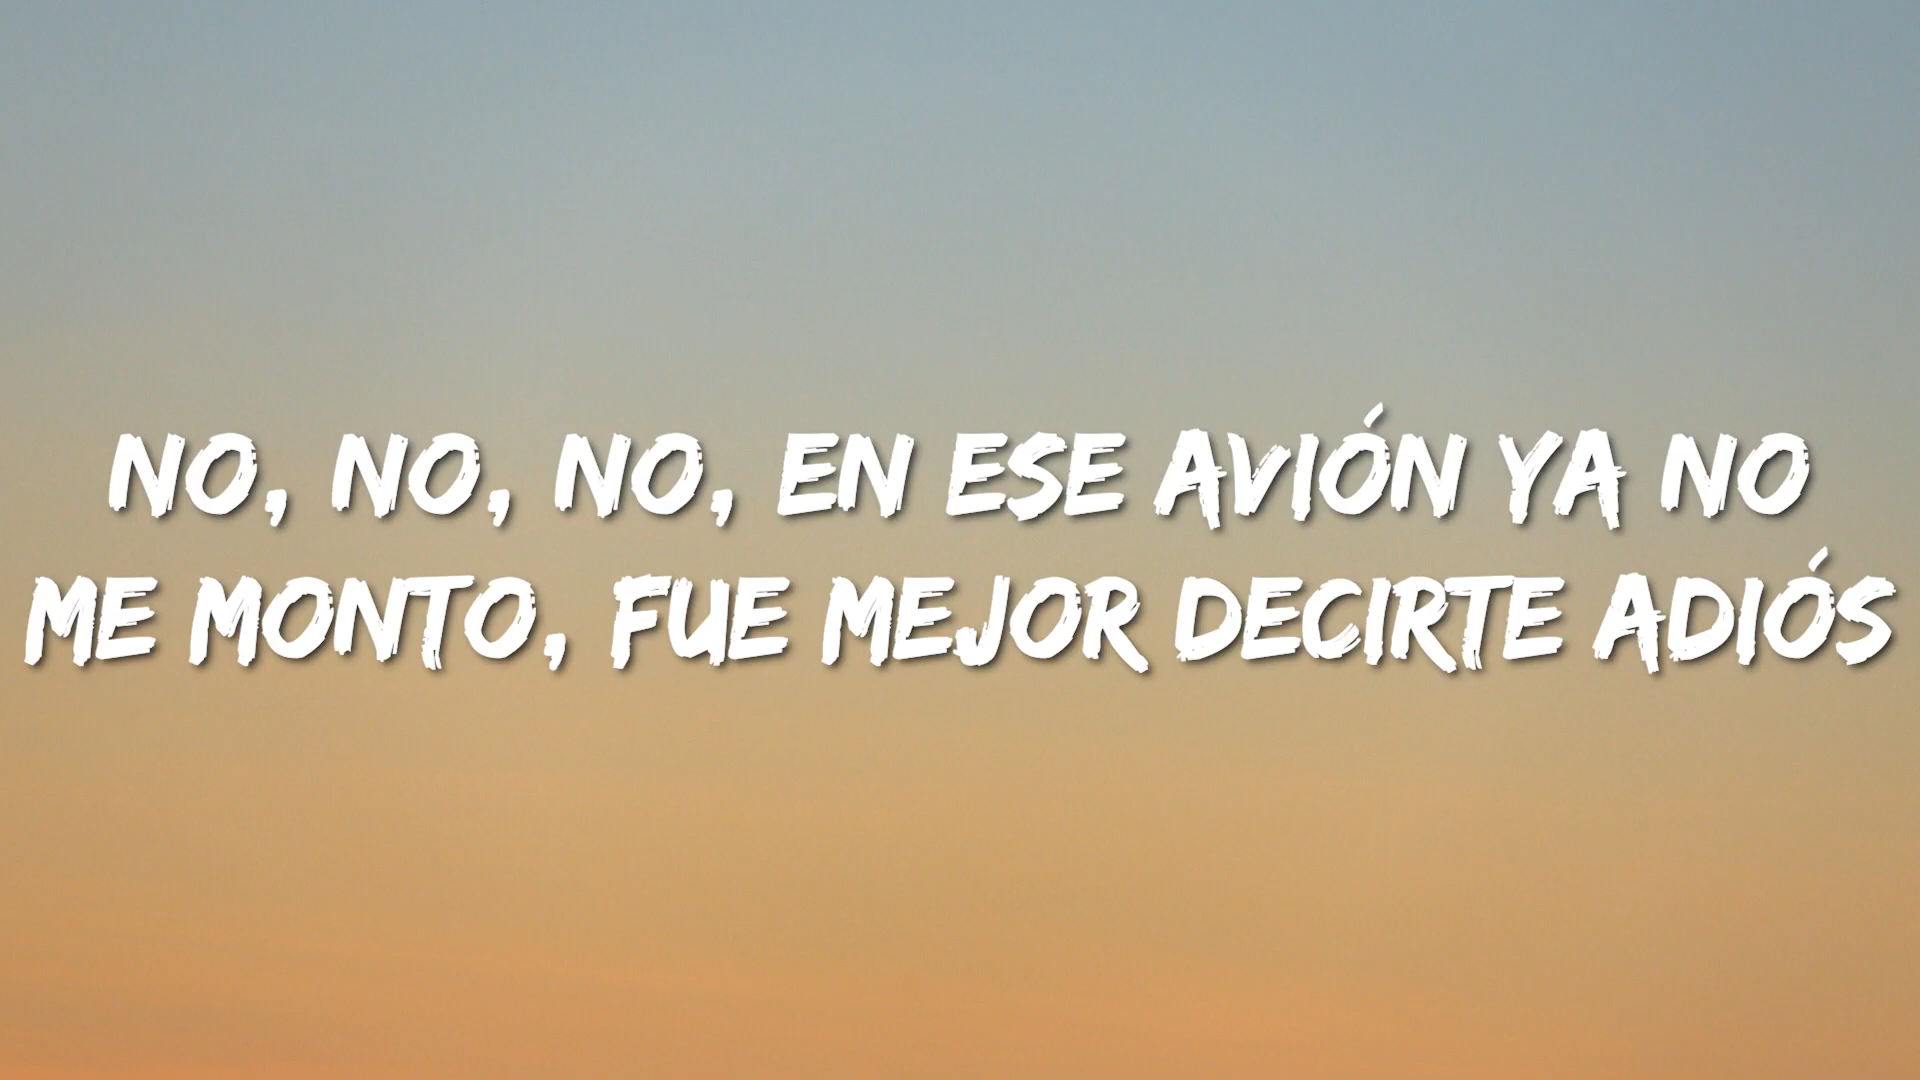 NO, NO, NO, EN ESE AVIÓN YA NO
ME MONTO, FUE MEJOR DECIRTE ADIÓS